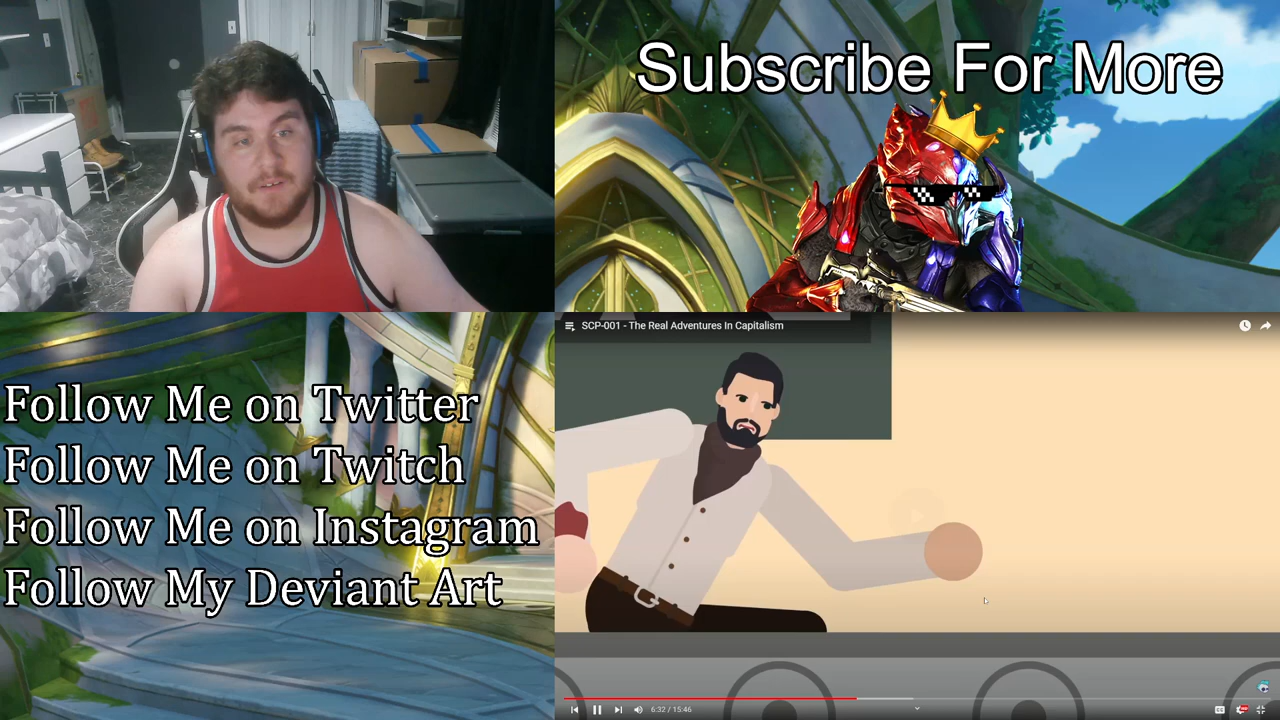 Subscribe For More
Follow Me on Twitter
Follow Me on Twitch
Follow Me on Instagram
Follow My Deviant Art
SCP-001 - The Real Adventures In Capitalism
6:32 / 15:46